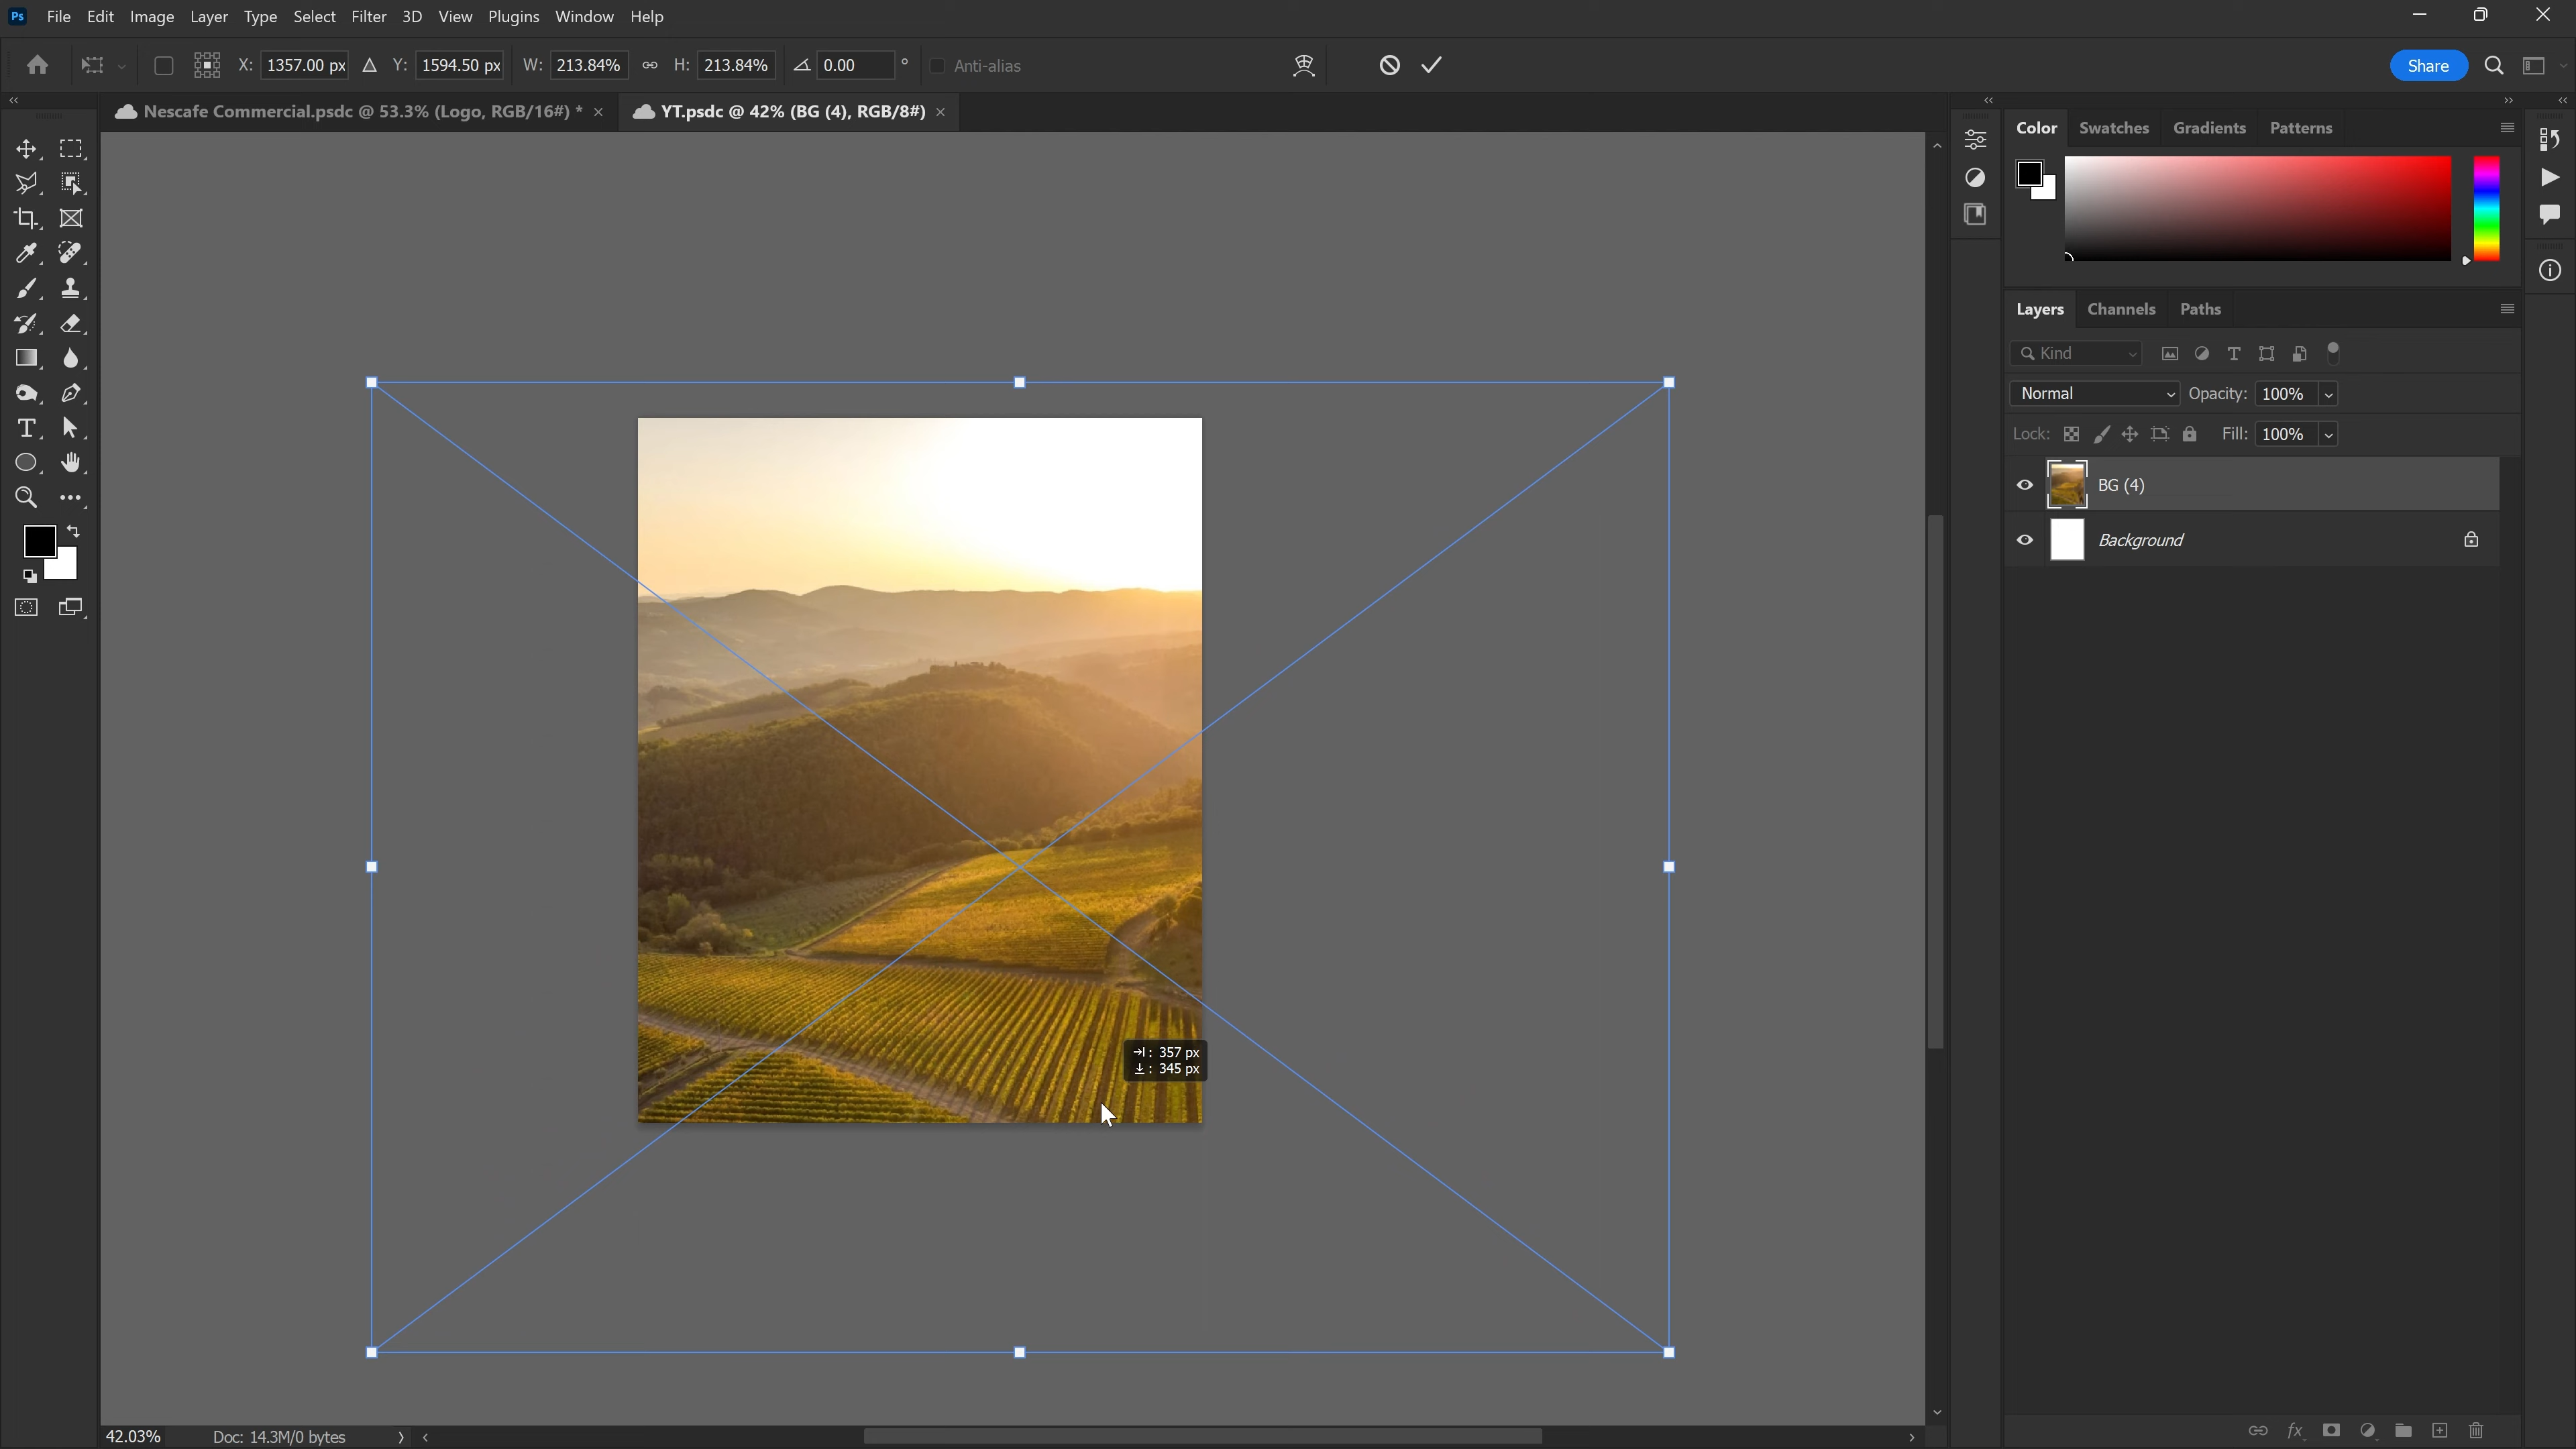 Ps File Edit Image Layer Type Select Filter 3D View Plugins Window Help
X: 1357.00 px Y: 1594.50 px W: 213.84% H: 213.84% 0.00 ° Anti-alias Share
Nescafe Commercial.psdc @ 53.3% (Logo, RGB/16#) * × YT.psdc @ 42% (BG (4), RGB/8#) ×
Color Swatches Gradients Patterns
Layers Channels Paths
Kind
Normal Opacity: 100%
Lock: Fill: 100%
BG (4)
Background
: 357 px
: 345 px
42.03% Doc: 14.3M/0 bytes